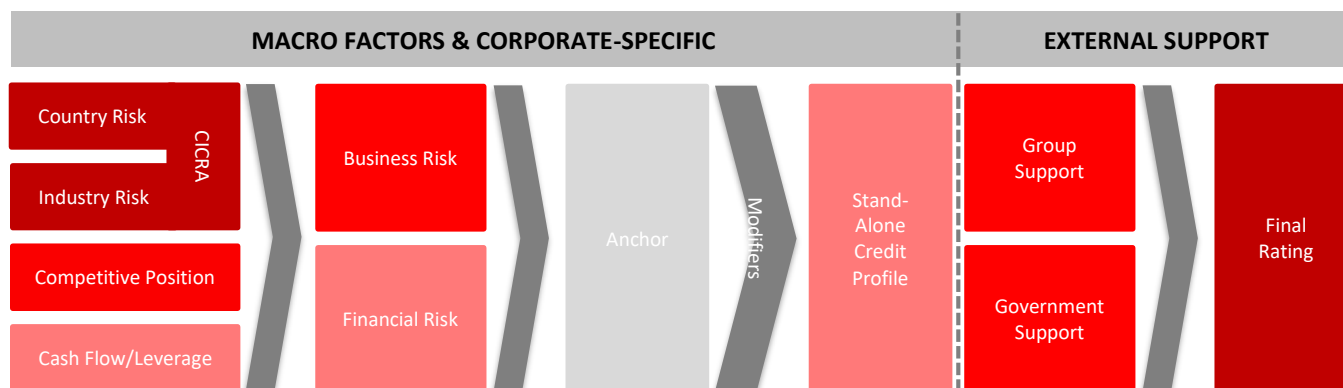 MACRO FACTORS & CORPORATE-SPECIFIC
EXTERNAL SUPPORT
Country Risk
CICRA
Industry Risk
Competitive Position
Cash Flow/Leverage
Business Risk
Financial Risk
Anchor
Modifiers
Stand-
Alone
Credit
Profile
Group
Support
Government
Support
Final
Rating